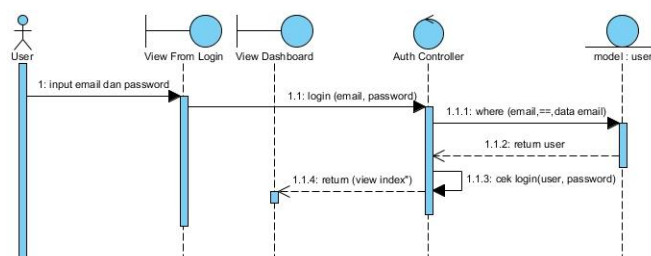 User
View From Login
View Dashboard
Auth Controller
model : user
1: input email dan password
1.1: login (email, password)
1.1.1: where (email,==,data email)
1.1.2: return user
1.1.3: cek login(user, password)
1.1.4: return (view index")